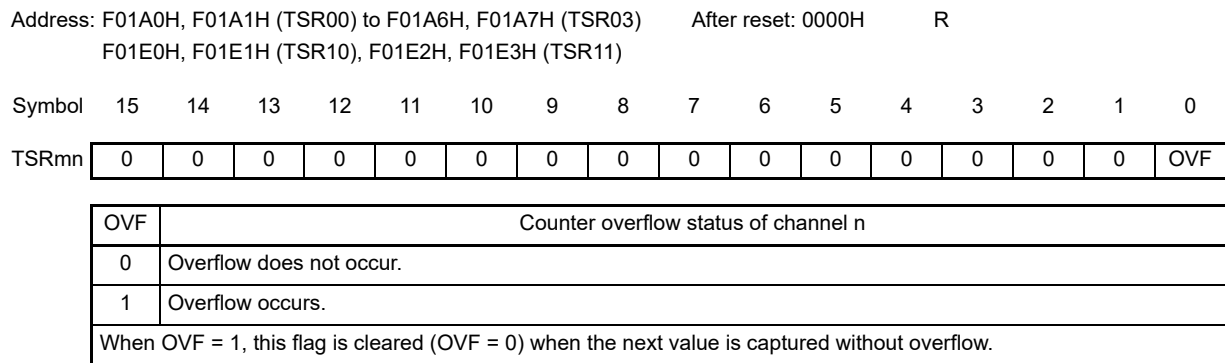 Address: F01A0H, F01A1H (TSR00) to F01A6H, F01A7H (TSR03) After reset: 0000H R
F01E0H, F01E1H (TSR10), F01E2H, F01E3H (TSR11)
Symbol 15 14 13 12 11 10 9 8 7 6 5 4 3 2 1 0
TSRmn 0 0 0 0 0 0 0 0 0 0 0 0 0 0 0 OVF
OVF Counter overflow status of channel n
0 Overflow does not occur.
1 Overflow occurs.
When OVF = 1, this flag is cleared (OVF = 0) when the next value is captured without overflow.